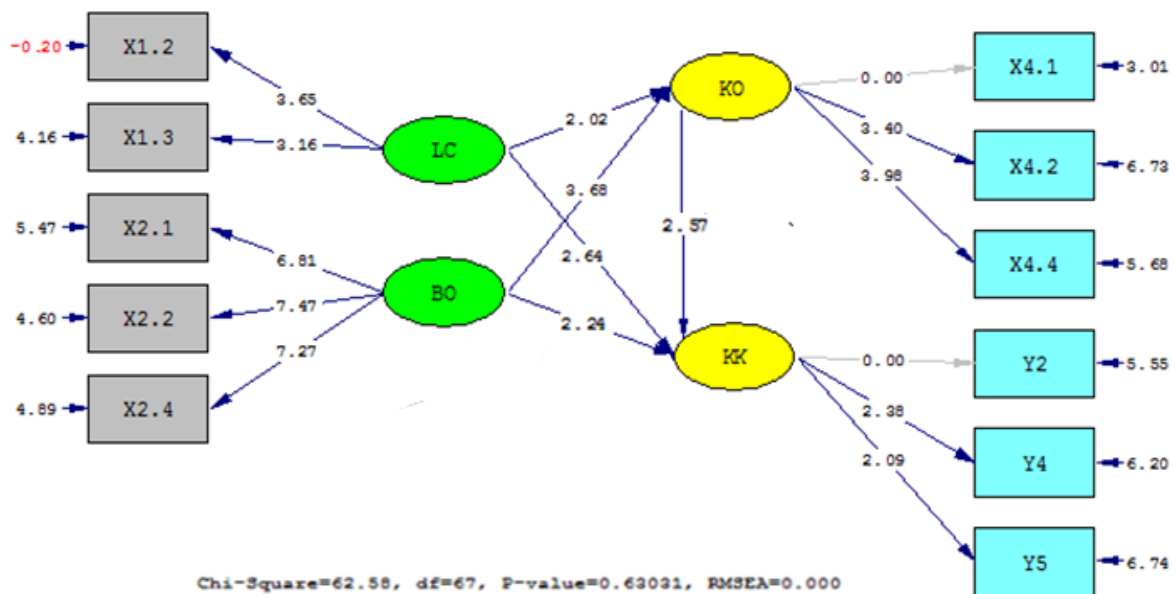 -0.20 X1.2 3.65
4.16 X1.3 3.16
5.47 X2.1 6.81
4.60 X2.2 7.47
4.89 X2.4 7.27
LC
BO
2.02
3.68
2.64
2.24
KO
2.57
KK
0.00 X4.1 3.01
3.40 X4.2 6.73
3.98 X4.4 5.68
0.00 Y2 5.55
2.38 Y4 6.20
2.09 Y5 6.74
Chi-Square=62.58, df=67, P-value=0.63031, RMSEA=0.000